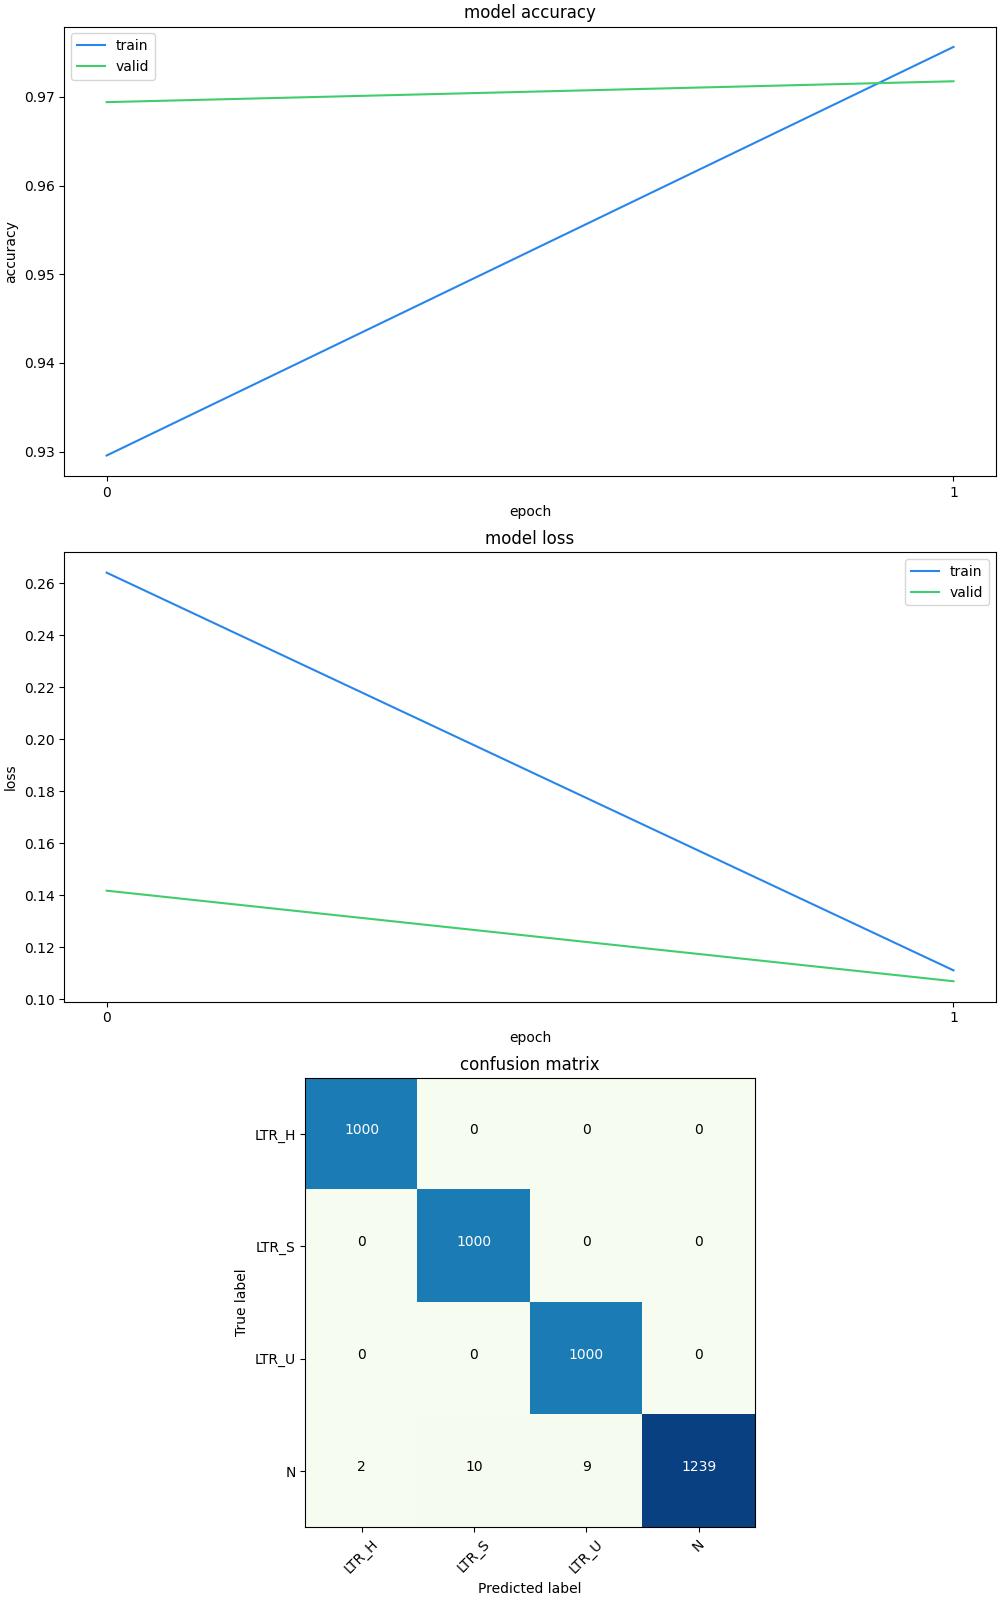 model accuracy
train
valid
0.97
0.96
0.95
0.94
0.93
accuracy
0 1
epoch
model loss
train
valid
0.26
0.24
0.22
0.20
0.18
0.16
0.14
0.12
0.10
loss
0 1
epoch
confusion matrix
LTR_H 1000 0 0 0
LTR_S 0 1000 0 0
LTR_U 0 0 1000 0
N 2 10 9 1239
True label
LTR_H LTR_S LTR_U N
Predicted label